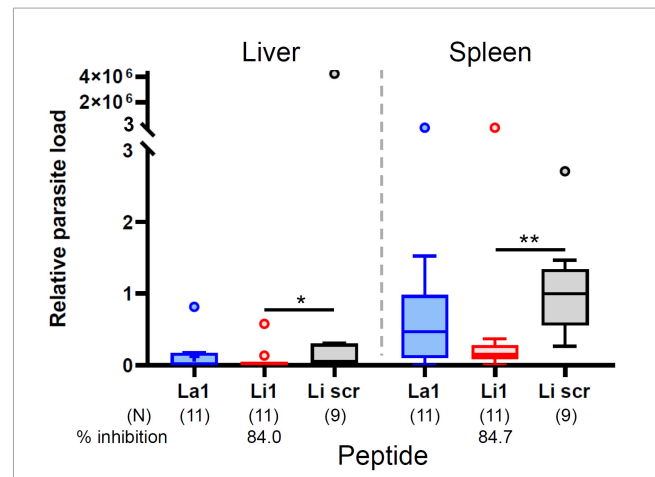 Liver Spleen
4×10⁶
2×10⁶
3
3
2
1
0
Relative parasite load
*
**
La1 Li1 Li scr La1 Li1 Li scr
(N) (11) (11) (9) (11) (11) (9)
% inhibition 84.0 84.7
Peptide